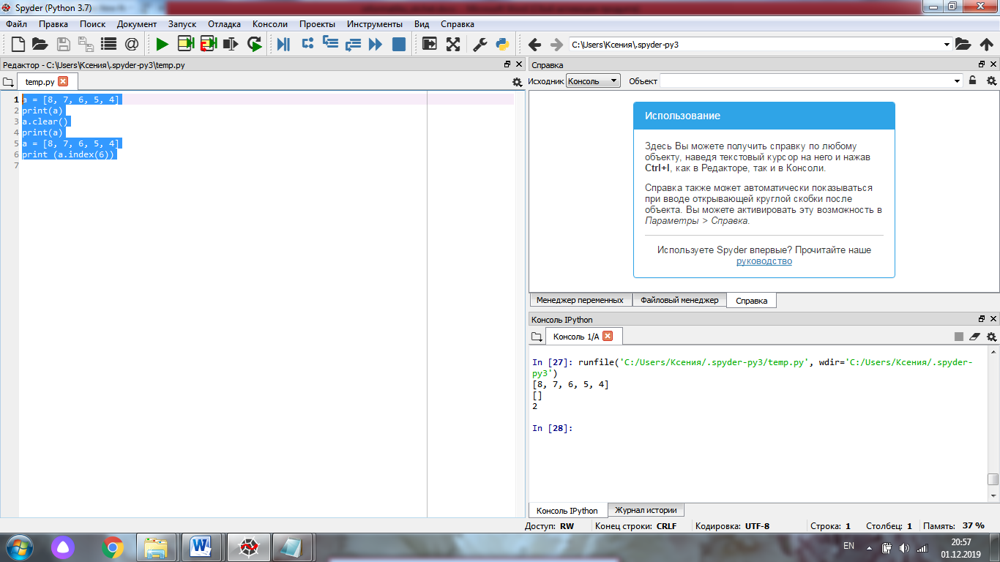 Spyder (Python 3.7)
Файл Правка Поиск Документ Запуск Отладка Консоли Проекты Инструменты Вид Справка
C:\Users\Ксения\.spyder-py3
Редактор - C:\Users\Ксения\.spyder-py3\temp.py
temp.py
1 a = [8, 7, 6, 5, 4]
2 print(a)
3 a.clear()
4 print(a)
5 a = [8, 7, 6, 5, 4]
6 print (a.index(6))
7
Справка
Исходник Консоль Объект
Использование
Здесь Вы можете получить справку по любому
объекту, наведя текстовый курсор на него и нажав
Ctrl+I, как в Редакторе, так и в Консоли.
Справка также может автоматически показываться
при вводе открывающей круглой скобки после
объекта. Вы можете активировать эту возможность в
Параметры > Справка.
Используете Spyder впервые? Прочитайте наше
руководство
Менеджер переменных Файловый менеджер Справка
Консоль IPython
Консоль 1/A
In [27]: runfile('C:/Users/Ксения/.spyder-py3/temp.py', wdir='C:/Users/Ксения/.spyder-
py3')
[8, 7, 6, 5, 4]
[]
2
In [28]:
Консоль IPython Журнал истории
Доступ: RW Конец строки: CRLF Кодировка: UTF-8 Строка: 1 Столбец: 1 Память: 37 %
EN 20:57
01.12.2019